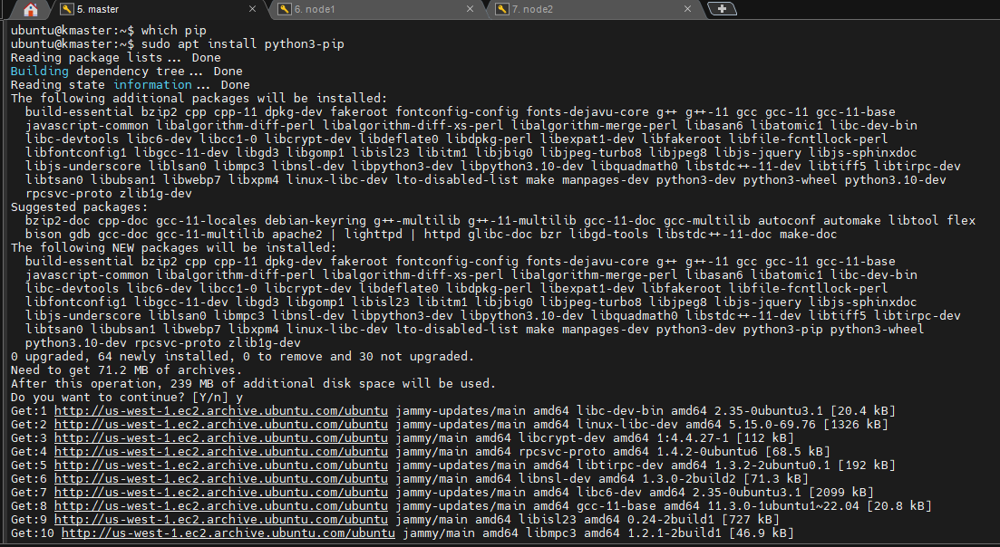 5. master
6. node1
7. node2
ubuntu@kmaster:~$ which pip
ubuntu@kmaster:~$ sudo apt install python3-pip
Reading package lists... Done
Building dependency tree... Done
Reading state information... Done
The following additional packages will be installed:
build-essential bzip2 cpp cpp-11 dpkg-dev fakeroot fontconfig-config fonts-dejavu-core g++ g++-11 gcc gcc-11 gcc-11-base
javascript-common libalgorithm-diff-perl libalgorithm-diff-xs-perl libalgorithm-merge-perl libasan6 libatomic1 libc-dev-bin
libc-devtools libc6-dev libcc1-0 libcrypt-dev libdeflate0 libdpkg-perl libexpat1-dev libfakeroot libfile-fcntllock-perl
libfontconfig1 libgcc-11-dev libgd3 libgomp1 libisl23 libitm1 libjbig0 libjpeg-turbo8 libjpeg8 libjs-jquery libjs-sphinxdoc
libjs-underscore liblsan0 libmpc3 libnsl-dev libpython3-dev libpython3.10-dev libquadmath0 libstdc++-11-dev libtiff5 libtirpc-dev
libtsan0 libubsan1 libwebp7 libxpm4 linux-libc-dev lto-disabled-list make manpages-dev python3-dev python3-wheel python3.10-dev
rpcsvc-proto zlib1g-dev
Suggested packages:
bzip2-doc cpp-doc gcc-11-locales debian-keyring g++-multilib g++-11-multilib gcc-11-doc gcc-multilib autoconf automake libtool flex
bison gdb gcc-doc gcc-11-multilib apache2 | lighttpd | httpd glibc-doc bzr libgd-tools libstdc++-11-doc make-doc
The following NEW packages will be installed:
build-essential bzip2 cpp cpp-11 dpkg-dev fakeroot fontconfig-config fonts-dejavu-core g++ g++-11 gcc gcc-11 gcc-11-base
javascript-common libalgorithm-diff-perl libalgorithm-diff-xs-perl libalgorithm-merge-perl libasan6 libatomic1 libc-dev-bin
libc-devtools libc6-dev libcc1-0 libcrypt-dev libdeflate0 libdpkg-perl libexpat1-dev libfakeroot libfile-fcntllock-perl
libfontconfig1 libgcc-11-dev libgd3 libgomp1 libisl23 libitm1 libjbig0 libjpeg-turbo8 libjpeg8 libjs-jquery libjs-sphinxdoc
libjs-underscore liblsan0 libmpc3 libnsl-dev libpython3-dev libpython3.10-dev libquadmath0 libstdc++-11-dev libtiff5 libtirpc-dev
libtsan0 libubsan1 libwebp7 libxpm4 linux-libc-dev lto-disabled-list make manpages-dev python3-dev python3-pip python3-wheel
python3.10-dev rpcsvc-proto zlib1g-dev
0 upgraded, 64 newly installed, 0 to remove and 30 not upgraded.
Need to get 71.2 MB of archives.
After this operation, 239 MB of additional disk space will be used.
Do you want to continue? [Y/n] y
Get:1 http://us-west-1.ec2.archive.ubuntu.com/ubuntu jammy-updates/main amd64 libc-dev-bin amd64 2.35-0ubuntu3.1 [20.4 kB]
Get:2 http://us-west-1.ec2.archive.ubuntu.com/ubuntu jammy-updates/main amd64 linux-libc-dev amd64 5.15.0-69.76 [1326 kB]
Get:3 http://us-west-1.ec2.archive.ubuntu.com/ubuntu jammy/main amd64 libcrypt-dev amd64 1:4.4.27-1 [112 kB]
Get:4 http://us-west-1.ec2.archive.ubuntu.com/ubuntu jammy/main amd64 rpcsvc-proto amd64 1.4.2-0ubuntu6 [68.5 kB]
Get:5 http://us-west-1.ec2.archive.ubuntu.com/ubuntu jammy-updates/main amd64 libtirpc-dev amd64 1.3.2-2ubuntu0.1 [192 kB]
Get:6 http://us-west-1.ec2.archive.ubuntu.com/ubuntu jammy/main amd64 libnsl-dev amd64 1.3.0-2build2 [71.3 kB]
Get:7 http://us-west-1.ec2.archive.ubuntu.com/ubuntu jammy-updates/main amd64 libc6-dev amd64 2.35-0ubuntu3.1 [2099 kB]
Get:8 http://us-west-1.ec2.archive.ubuntu.com/ubuntu jammy-updates/main amd64 gcc-11-base amd64 11.3.0-1ubuntu1~22.04 [20.8 kB]
Get:9 http://us-west-1.ec2.archive.ubuntu.com/ubuntu jammy/main amd64 libisl23 amd64 0.24-2build1 [727 kB]
Get:10 http://us-west-1.ec2.archive.ubuntu.com/ubuntu jammy/main amd64 libmpc3 amd64 1.2.1-2build1 [46.9 kB]